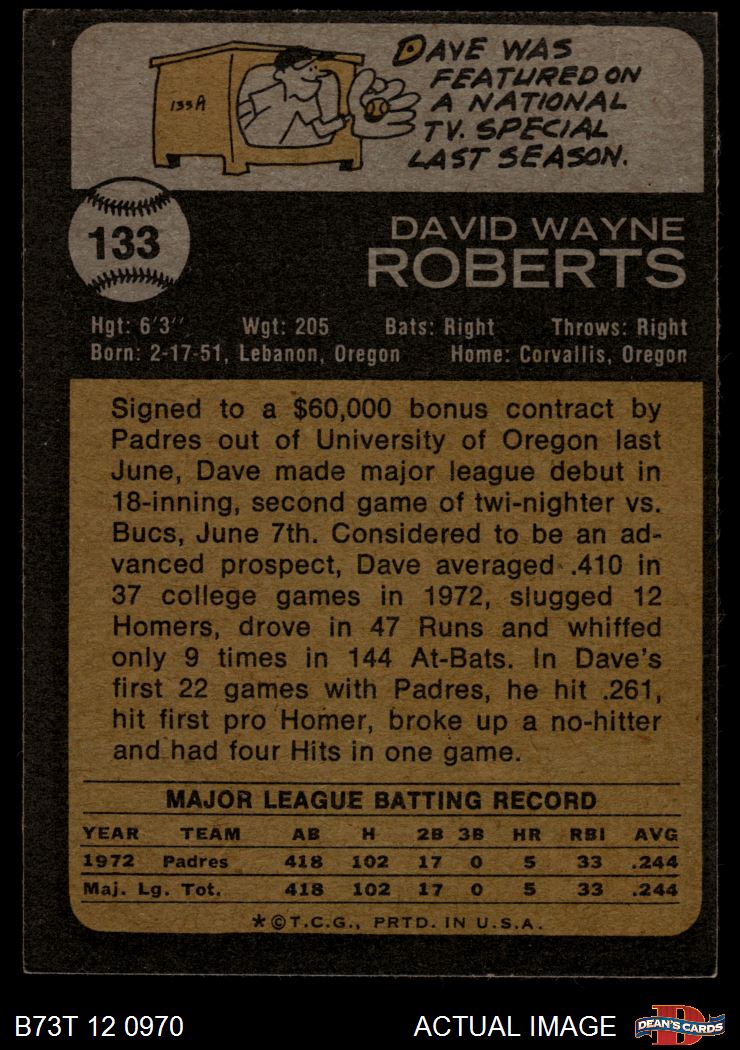 DAVE WAS
FEATURED ON
A NATIONAL
TV. SPECIAL
LAST SEASON.
133A
133
DAVID WAYNE
ROBERTS
Hgt: 6'3'' Wgt: 205 Bats: Right Throws: Right
Born: 2-17-51, Lebanon, Oregon Home: Corvallis, Oregon
Signed to a $60,000 bonus contract by
Padres out of University of Oregon last
June, Dave made major league debut in
18-inning, second game of twi-nighter vs.
Bucs, June 7th. Considered to be an ad-
vanced prospect, Dave averaged .410 in
37 college games in 1972, slugged 12
Homers, drove in 47 Runs and whiffed
only 9 times in 144 At-Bats. In Dave's
first 22 games with Padres, he hit .261,
hit first pro Homer, broke up a no-hitter
and had four Hits in one game.
MAJOR LEAGUE BATTING RECORD
YEAR TEAM AB H 2B 3B HR RBI AVG
1972 Padres 418 102 17 0 5 33 .244
Maj. Lg. Tot. 418 102 17 0 5 33 .244
*©T.C.G., PRTD. IN U.S.A.
B73T 12 0970 ACTUAL IMAGE D DEAN'S CARDS